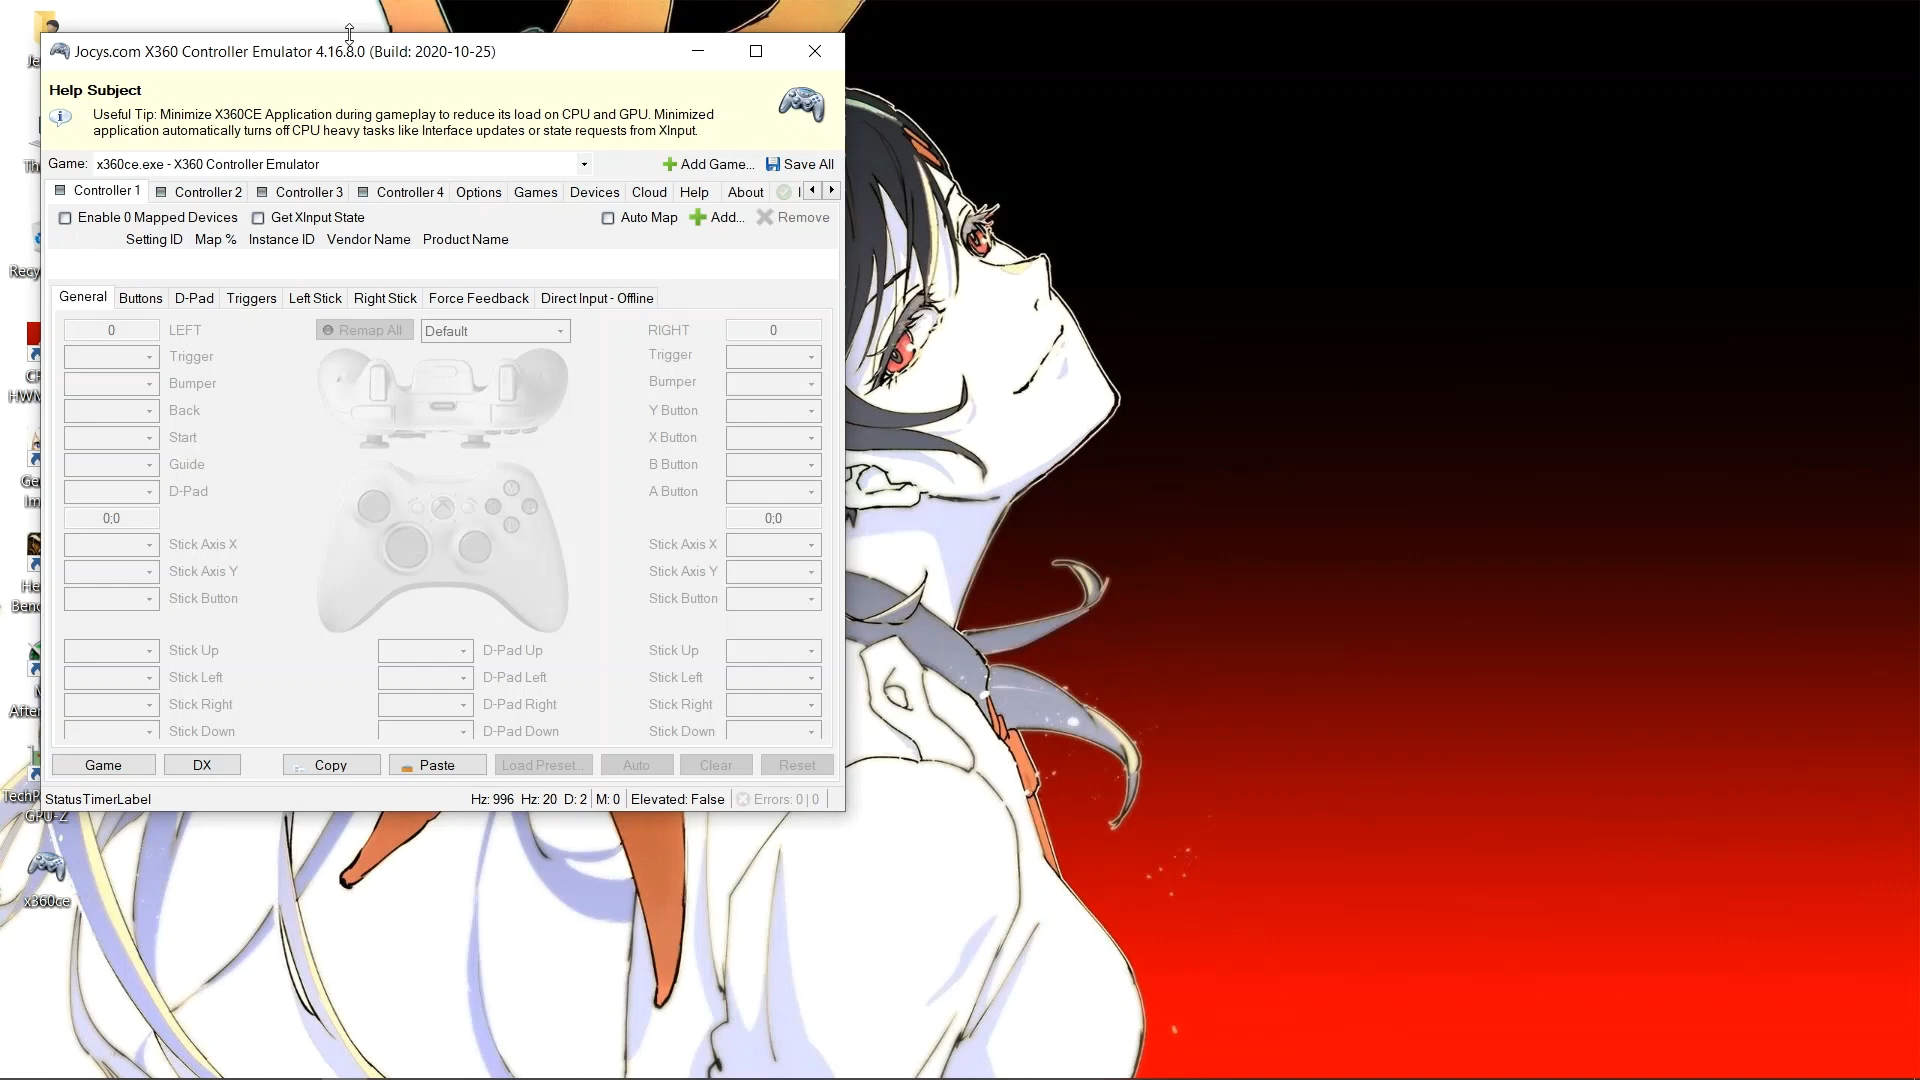 Jocys.com X360 Controller Emulator 4.16.8.0 (Build: 2020-10-25)
Help Subject
Useful Tip: Minimize X360CE Application during gameplay to reduce its load on CPU and GPU. Minimized
application automatically turns off CPU heavy tasks like Interface updates or state requests from XInput.
Game: x360ce.exe - X360 Controller Emulator Add Game... Save All
Controller 1 Controller 2 Controller 3 Controller 4 Options Games Devices Cloud Help About
Enable 0 Mapped Devices Get XInput State Auto Map Add... Remove
Setting ID Map % Instance ID Vendor Name Product Name
General Buttons D-Pad Triggers Left Stick Right Stick Force Feedback Direct Input - Offline
0 LEFT Remap All Default RIGHT 0
Trigger Trigger
Bumper Bumper
Back Y Button
Start X Button
Guide B Button
D-Pad A Button
0;0 0;0
Stick Axis X Stick Axis X
Stick Axis Y Stick Axis Y
Stick Button Stick Button
Stick Up D-Pad Up Stick Up
Stick Left D-Pad Left Stick Left
Stick Right D-Pad Right Stick Right
Stick Down D-Pad Down Stick Down
Game DX Copy Paste Load Preset... Auto Clear Reset
StatusTimerLabel Hz: 996 Hz: 20 D: 2 M: 0 Elevated: False Errors: 0 | 0
GPU-Z
x360ce